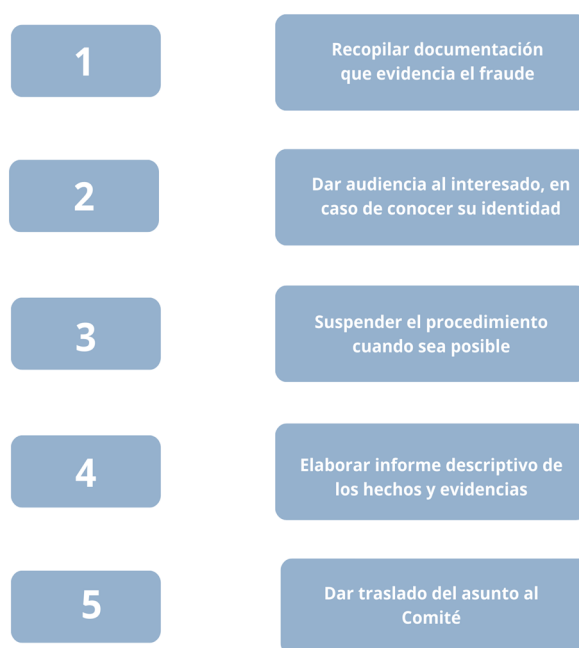 1
Recopilar documentación
que evidencia el fraude
2
Dar audiencia al interesado, en
caso de conocer su identidad
3
Suspender el procedimiento
cuando sea posible
4
Elaborar informe descriptivo de
los hechos y evidencias
5
Dar traslado del asunto al
Comité